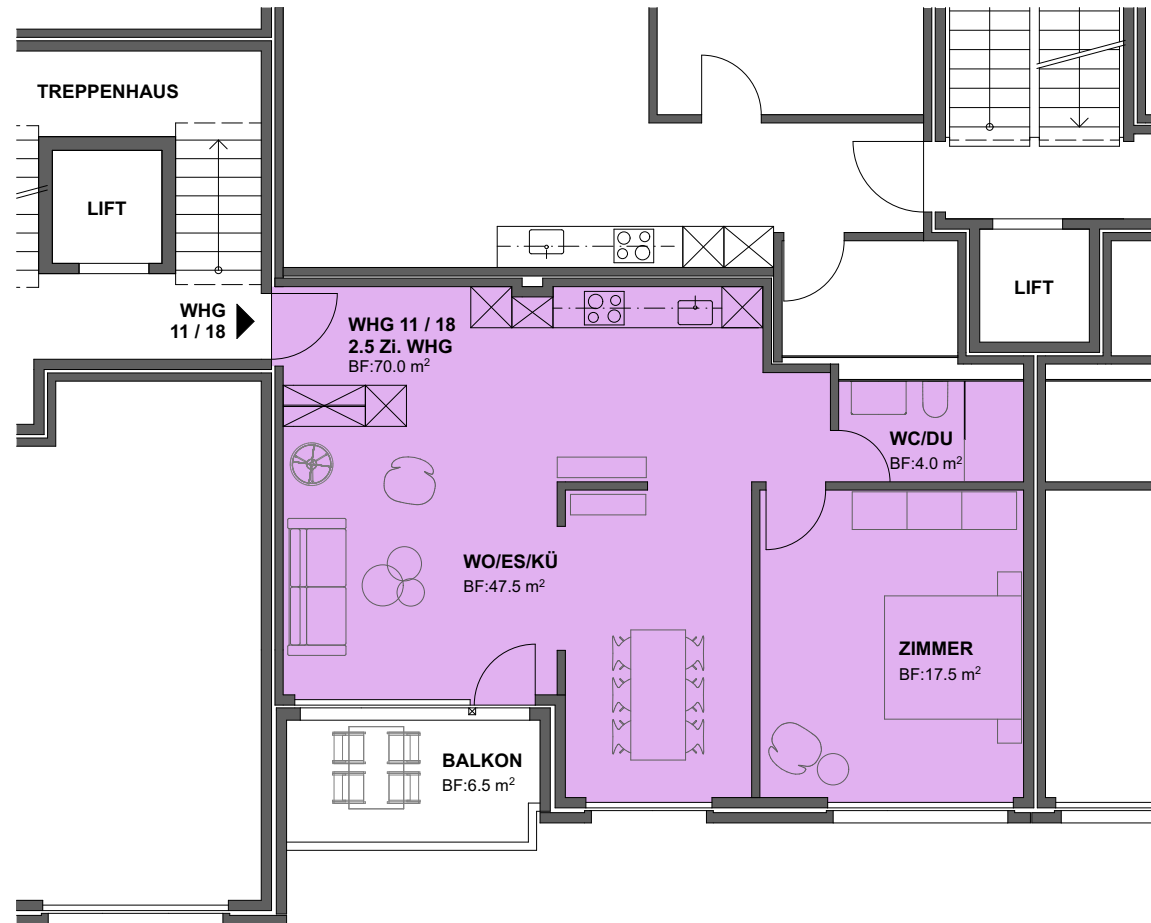 TREPPENHAUS
LIFT
WHG
11 / 18
WHG 11 / 18
2.5 Zi. WHG
BF:70.0 m²
LIFT
WC/DU
BF:4.0 m²
WO/ES/KÜ
BF:47.5 m²
ZIMMER
BF:17.5 m²
BALKON
BF:6.5 m²